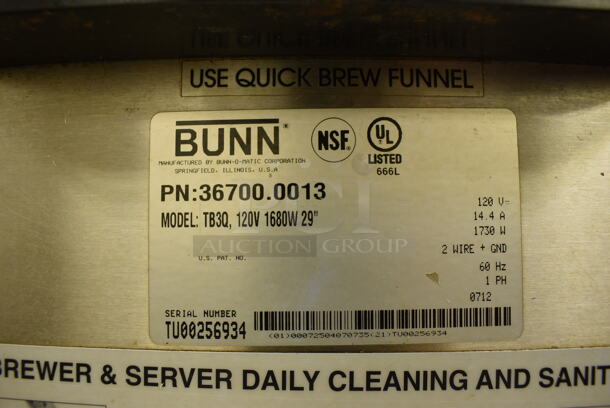 USE QUICK BREW FUNNEL
BUNN
MANUFACTURED BY BUNN-O-MATIC CORPORATION
SPRINGFIELD, ILLINOIS, U.S.A
NSF
UL
LISTED
666L
PN:36700.0013
MODEL: TB3Q, 120V 1680W 29"
120 V~
14.4 A
1730 W
2 WIRE + GND
60 Hz
1 PH
0712
AUCTION GROUP
U.S. PAT. NO.
SERIAL NUMBER
TU00256934
(01)00072504070735(21)TU00256934
BREWER & SERVER DAILY CLEANING AND SANIT